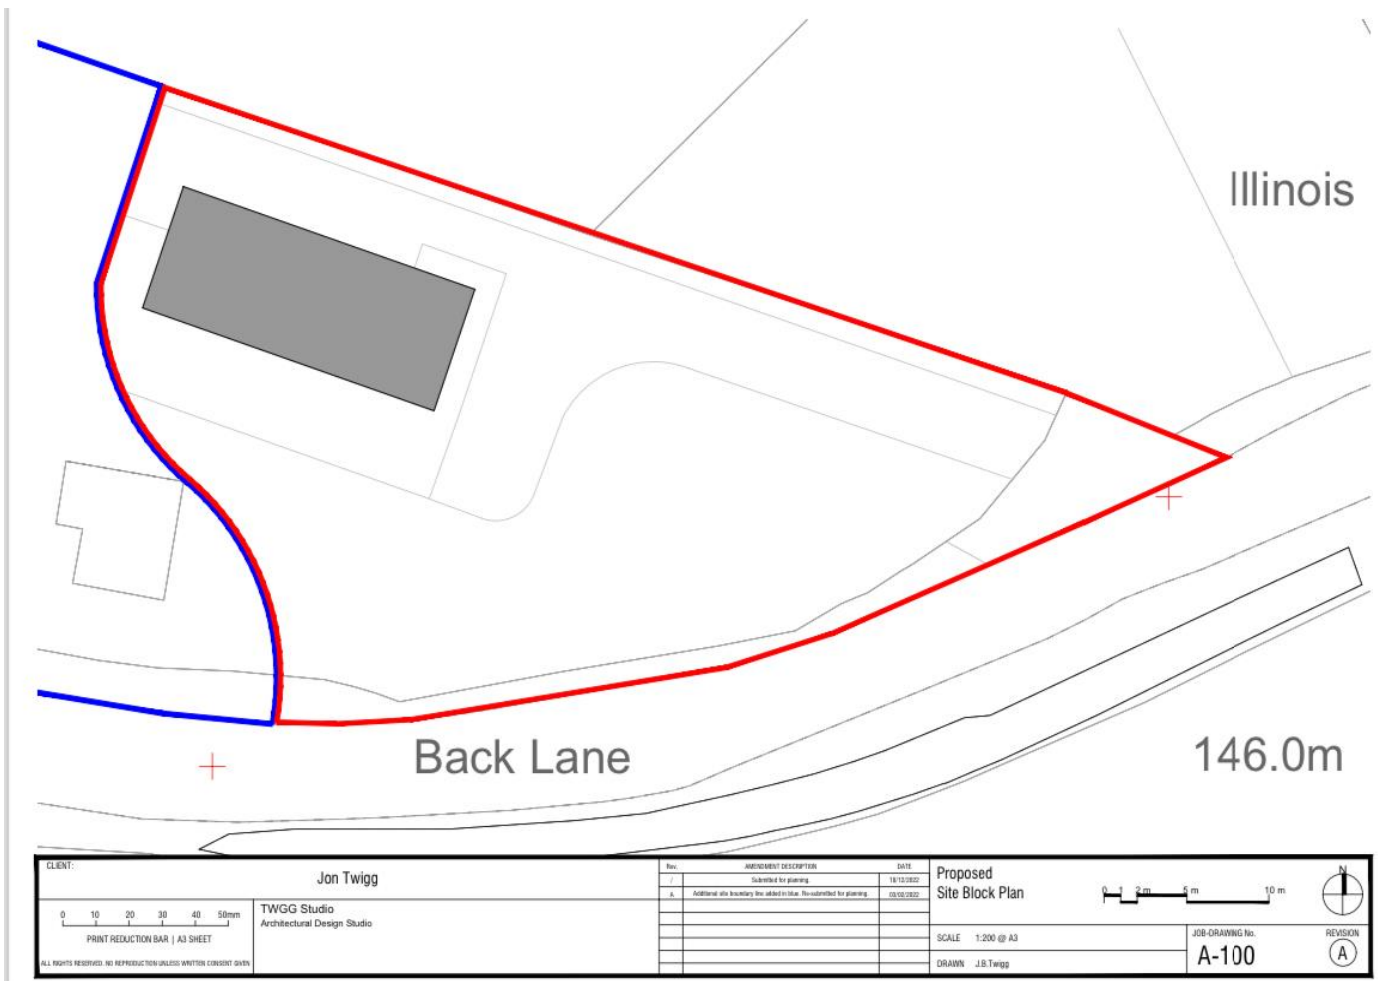 Illinois
Back Lane
146.0m
CLIENT:
Jon Twigg
0 10 20 30 40 50mm
PRINT REDUCTION BAR | A3 SHEET
ALL RIGHTS RESERVED. NO REPRODUCTION UNLESS WRITTEN CONSENT GIVEN
TWGG Studio
Architectural Design Studio
Rev. AMENDMENT DESCRIPTION DATE
/ Submitted for planning.
A Additional site boundary line added in blue. Re-submitted for planning.
Proposed
Site Block Plan
0 1 2 m 5 m 10 m
N
SCALE 1:200 @ A3
DRAWN J.B.Twigg
JOB-DRAWING No.
A-100
REVISION
A